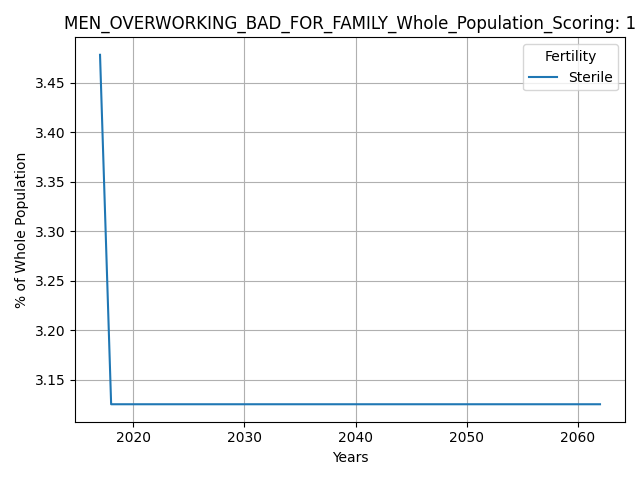 MEN_OVERWORKING_BAD_FOR_FAMILY_Whole_Population_Scoring: 1
Fertility
Sterile
% of Whole Population
3.45
3.40
3.35
3.30
3.25
3.20
3.15
2020 2030 2040 2050 2060
Years